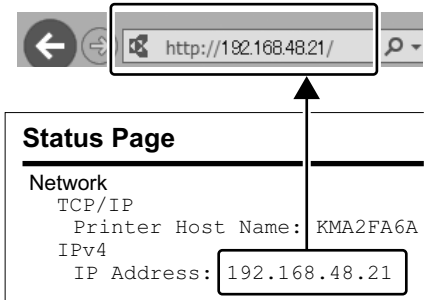 http://192.168.48.21/
Status Page
Network
TCP/IP
Printer Host Name: KMA2FA6A
IPv4
IP Address: 192.168.48.21